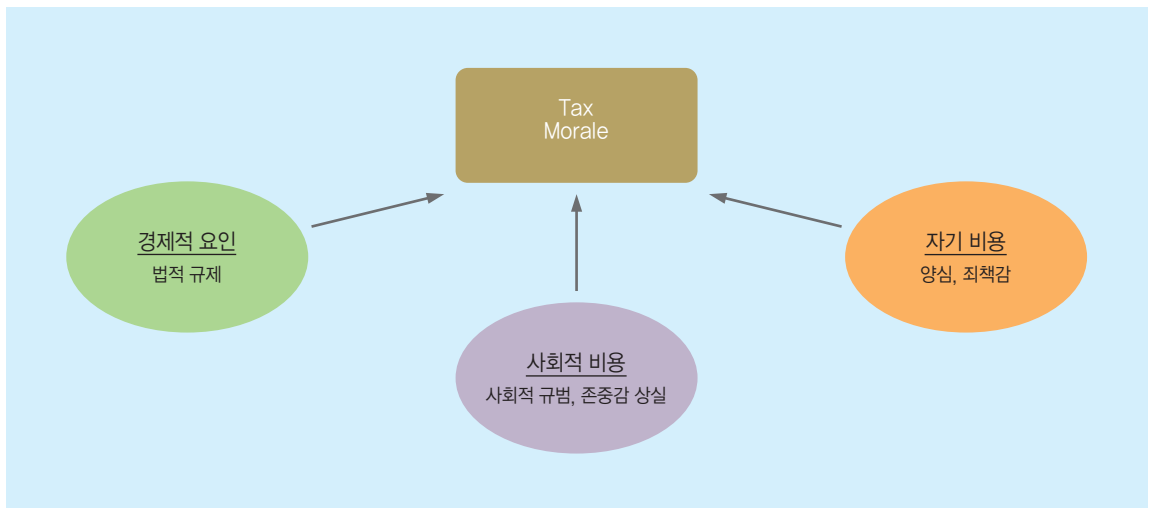 Tax
Morale
경제적 요인
법적 규제
사회적 비용
사회적 규범, 존중감 상실
자기 비용
양심, 죄책감